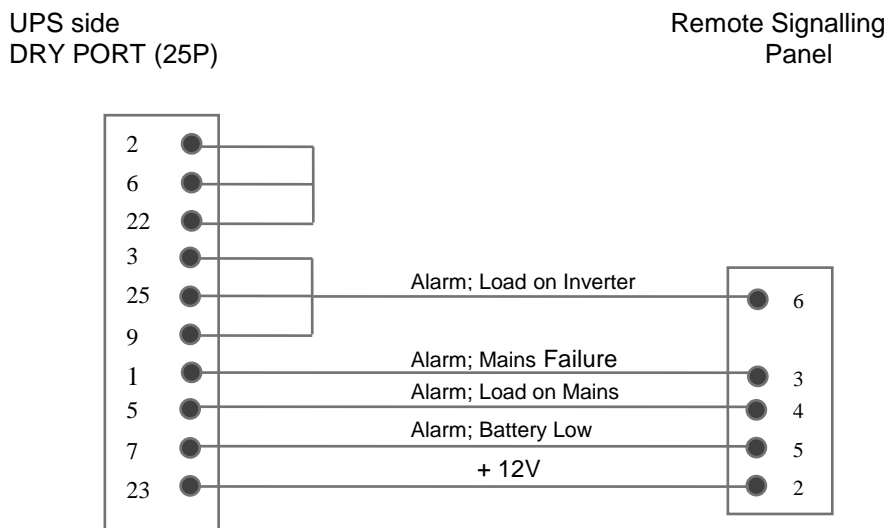 UPS side
DRY PORT (25P)
Remote Signalling
Panel
2
6
22
3
25
9
1
5
7
23
Alarm; Load on Inverter
Alarm; Mains Failure
Alarm; Load on Mains
Alarm; Battery Low
+ 12V
6
3
4
5
2